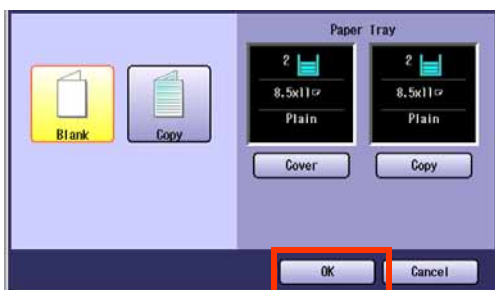 Paper Tray
2 2
8.5x11 8.5x11
Plain Plain
Blank Copy
Cover Copy
OK Cancel